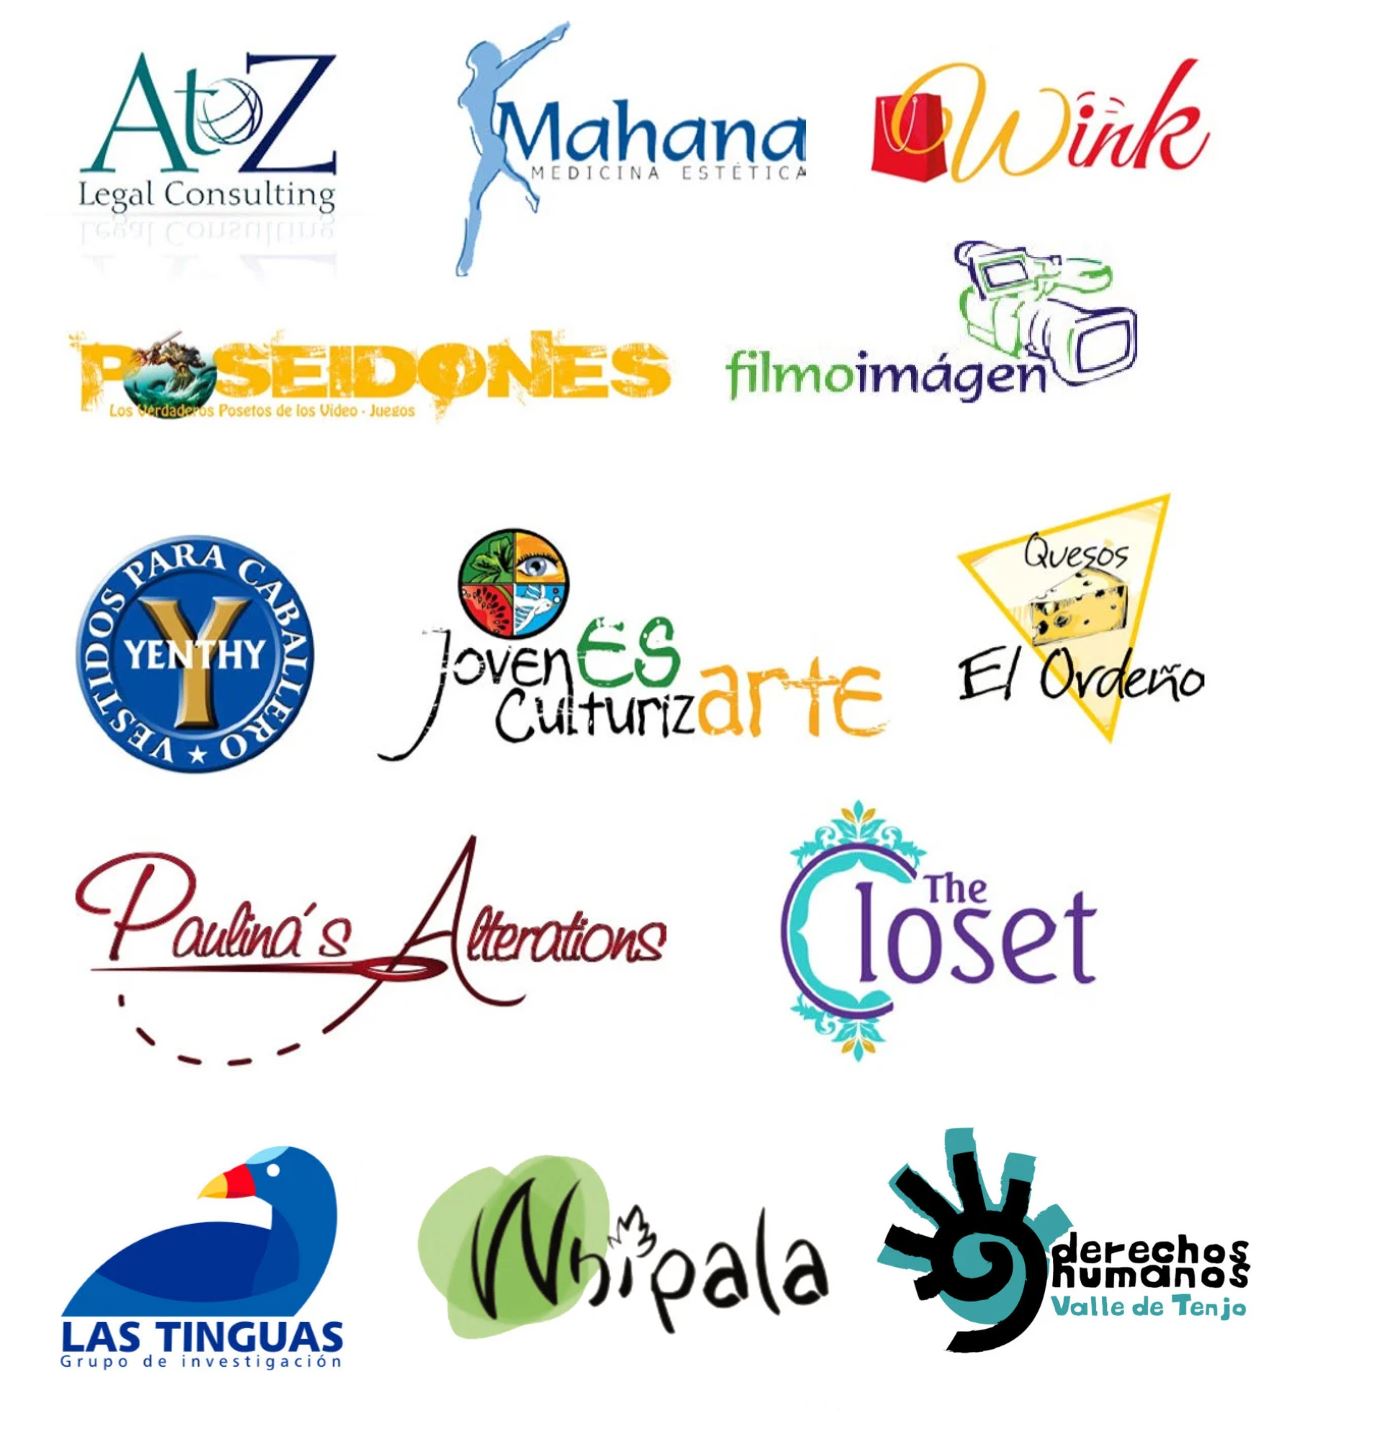 AtoZ
Legal Consulting
Mahana
MEDICINA ESTÉTICA
Wink
POSEIDONES
Los Verdaderos Posetos de los Video - Juegos
filmoimágen
VESTIDOS PARA CABALLERO
Y
YENTHY
JovenES
Culturizarte
Quesos
El Ordeño
Paulina´s Alterations
The
Closet
LAS TINGUAS
Grupo de investigación
Whipala
derechos
humanos
Valle de Tenjo